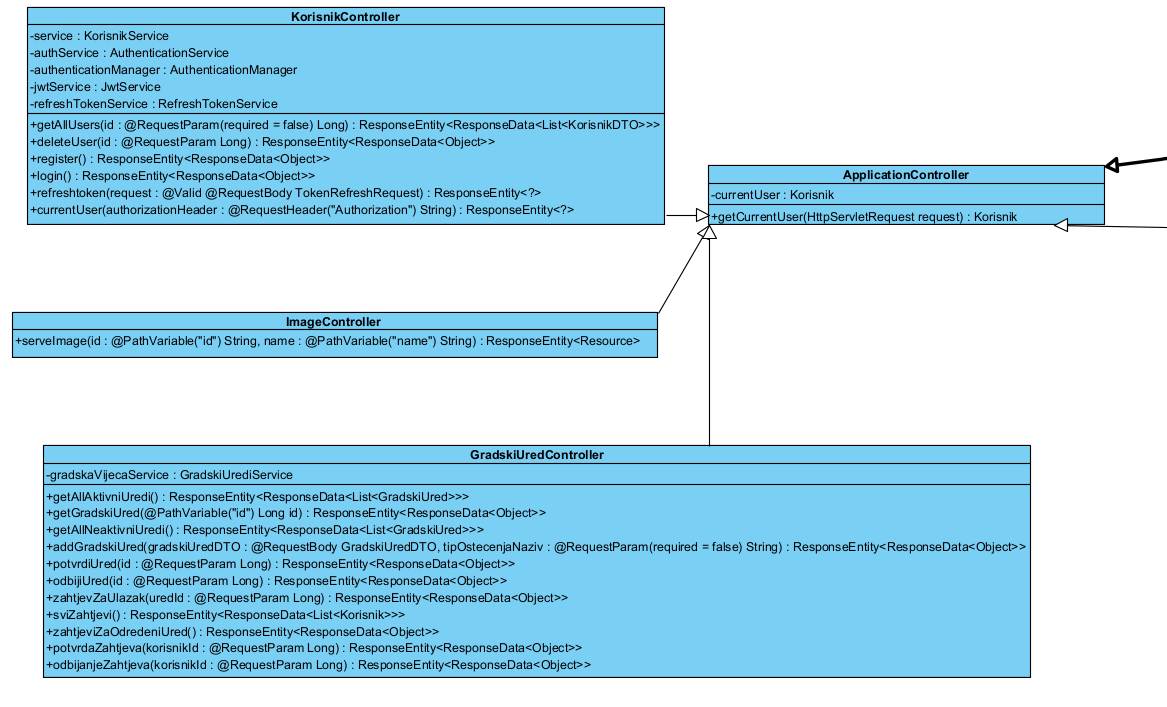 KorisnikController
-service : KorisnikService
-authService : AuthenticationService
-authenticationManager : AuthenticationManager
-jwtService : JwtService
-refreshTokenService : RefreshTokenService
+getAllUsers(id : @RequestParam(required = false) Long) : ResponseEntity<ResponseData<List<KorisnikDTO>>>
+deleteUser(id : @RequestParam Long) : ResponseEntity<ResponseData<Object>>
+register() : ResponseEntity<ResponseData<Object>>
+login() : ResponseEntity<ResponseData<Object>>
+refreshtoken(request : @Valid @RequestBody TokenRefreshRequest) : ResponseEntity<?>
+currentUser(authorizationHeader : @RequestHeader("Authorization") String) : ResponseEntity<?>
ApplicationController
-currentUser : Korisnik
+getCurrentUser(HttpServletRequest request) : Korisnik
ImageController
+serveImage(id : @PathVariable("id") String, name : @PathVariable("name") String) : ResponseEntity<Resource>
GradskiUredController
-gradskaVijecaService : GradskiUrediService
+getAllAktivniUredi() : ResponseEntity<ResponseData<List<GradskiUred>>>
+getGradskiUred(@PathVariable("id") Long id) : ResponseEntity<ResponseData<Object>>
+getAllNeaktivniUredi() : ResponseEntity<ResponseData<List<GradskiUred>>>
+addGradskiUred(gradskiUredDTO : @RequestBody GradskiUredDTO, tipOstecenjaNaziv : @RequestParam(required = false) String) : ResponseEntity<ResponseData<Object>>
+potvrdiUred(id : @RequestParam Long) : ResponseEntity<ResponseData<Object>>
+odbijiUred(id : @RequestParam Long) : ResponseEntity<ResponseData<Object>>
+zahtjevZaUlazak(uredId : @RequestParam Long) : ResponseEntity<ResponseData<Object>>
+sviZahtjevi() : ResponseEntity<ResponseData<List<Korisnik>>>
+zahtjeviZaOdredeniUred() : ResponseEntity<ResponseData<Object>>
+potvrdaZahtjeva(korisnikId : @RequestParam Long) : ResponseEntity<ResponseData<Object>>
+odbijanjeZahtjeva(korisnikId : @RequestParam Long) : ResponseEntity<ResponseData<Object>>